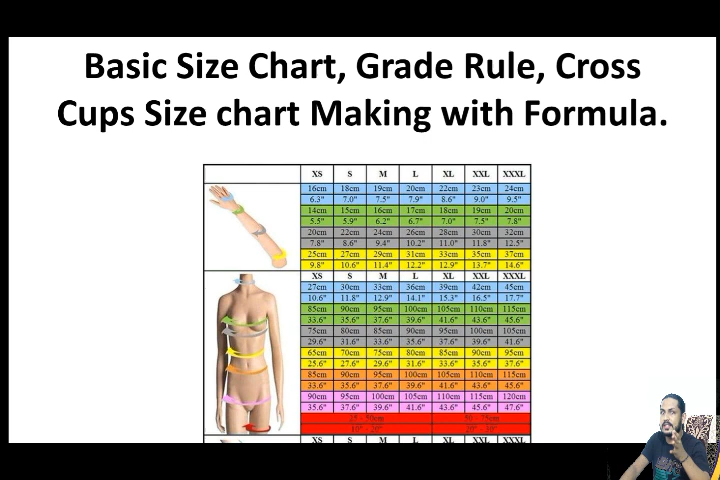 Basic Size Chart, Grade Rule, Cross
Cups Size chart Making with Formula.
XS S M L XL XXL XXXL
16cm 18cm 19cm 20cm 22cm 23cm 24cm
6.3" 7.0" 7.5" 7.9" 8.6" 9.0" 9.5"
14cm 15cm 16cm 17cm 18cm 19cm 20cm
5.5" 5.9" 6.2" 6.7" 7.0" 7.5" 7.8"
20cm 22cm 24cm 26cm 28cm 30cm 32cm
7.8" 8.6" 9.4" 10.2" 11.0" 11.8" 12.5"
25cm 27cm 29cm 31cm 33cm 35cm 37cm
9.8" 10.6" 11.4" 12.2" 12.9" 13.7" 14.6"
XS S M L XL XXL XXXL
27cm 30cm 33cm 36cm 39cm 42cm 45cm
10.6" 11.8" 12.9" 14.1" 15.3" 16.5" 17.7"
85cm 90cm 95cm 100cm 105cm 110cm 115cm
33.6" 35.6" 37.6" 39.6" 41.6" 43.6" 45.6"
75cm 80cm 85cm 90cm 95cm 100cm 105cm
29.6" 31.6" 33.6" 35.6" 37.6" 39.6" 41.6"
65cm 70cm 75cm 80cm 85cm 90cm 95cm
25.6" 27.6" 29.6" 31.6" 33.6" 35.6" 37.6"
85cm 90cm 95cm 100cm 105cm 110cm 115cm
33.6" 35.6" 37.6" 39.6" 41.6" 43.6" 45.6"
90cm 95cm 100cm 105cm 110cm 115cm 120cm
35.6" 37.6" 39.6" 41.6" 43.6" 45.6" 47.6"
25 - 50cm 50 - 75cm
10" - 20" 20" - 30"
XS S M L XL XXL XXXL